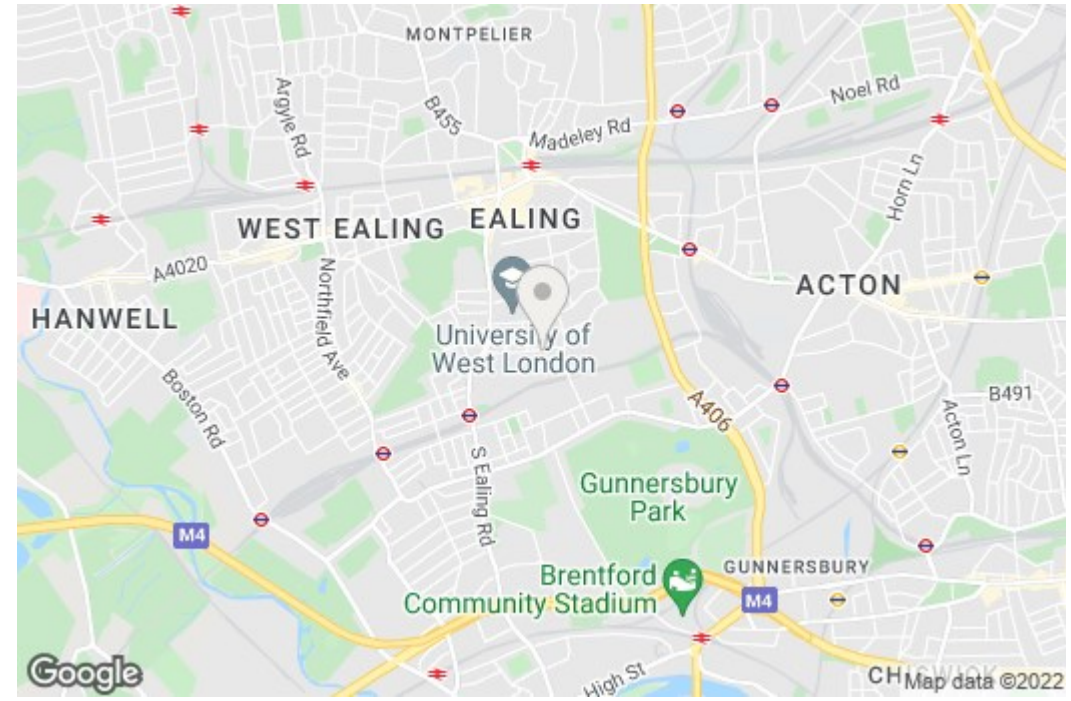 MONTPELIER
Argyle Rd
B455
Madeley Rd
Noel Rd
Horn Ln
WEST EALING
EALING
A4020
Northfield Ave
ACTON
HANWELL
University of
West London
Boston Rd
A406
B491
Acton Ln
S Ealing Rd
Gunnersbury
Park
M4
Brentford
Community Stadium
GUNNERSBURY
M4
High St
CHISWICK
Google
Map data ©2022